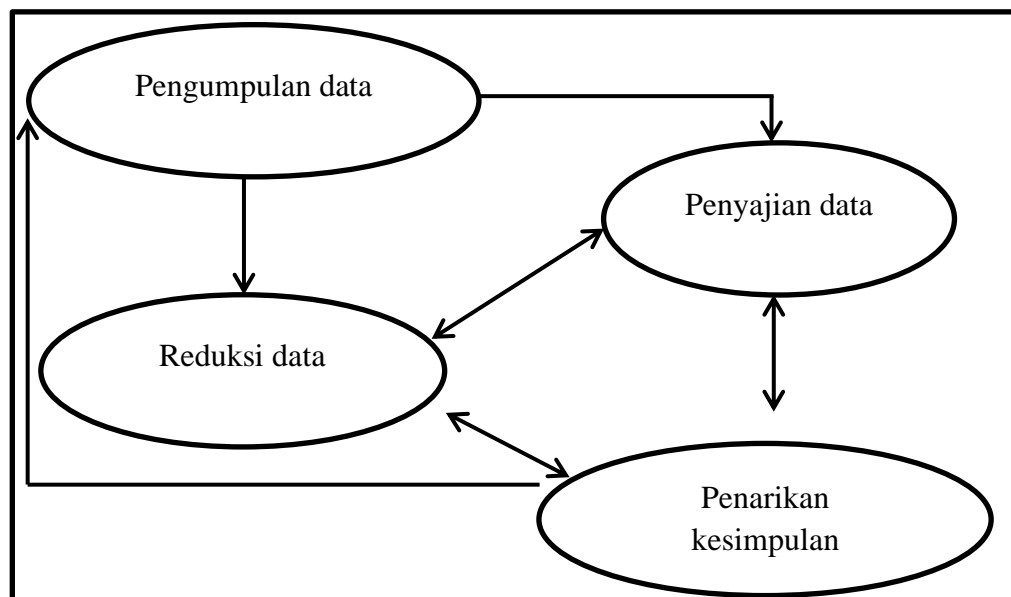 Pengumpulan data
Penyajian data
Reduksi data
Penarikan
kesimpulan